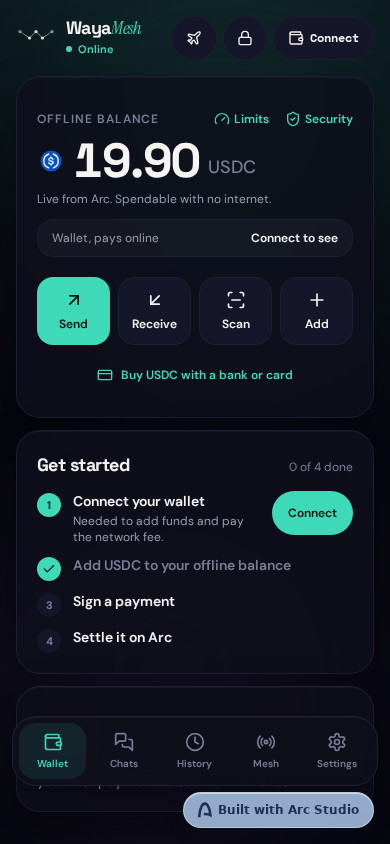 WayaMesh
Online
Connect
OFFLINE BALANCE
Limits
Security
19.90 USDC
Live from Arc. Spendable with no internet.
Wallet, pays online
Connect to see
Send
Receive
Scan
Add
Buy USDC with a bank or card
Get started
0 of 4 done
1
Connect your wallet
Needed to add funds and pay
the network fee.
Connect
Add USDC to your offline balance
3
Sign a payment
4
Settle it on Arc
Wallet
Chats
History
Mesh
Settings
Built with Arc Studio